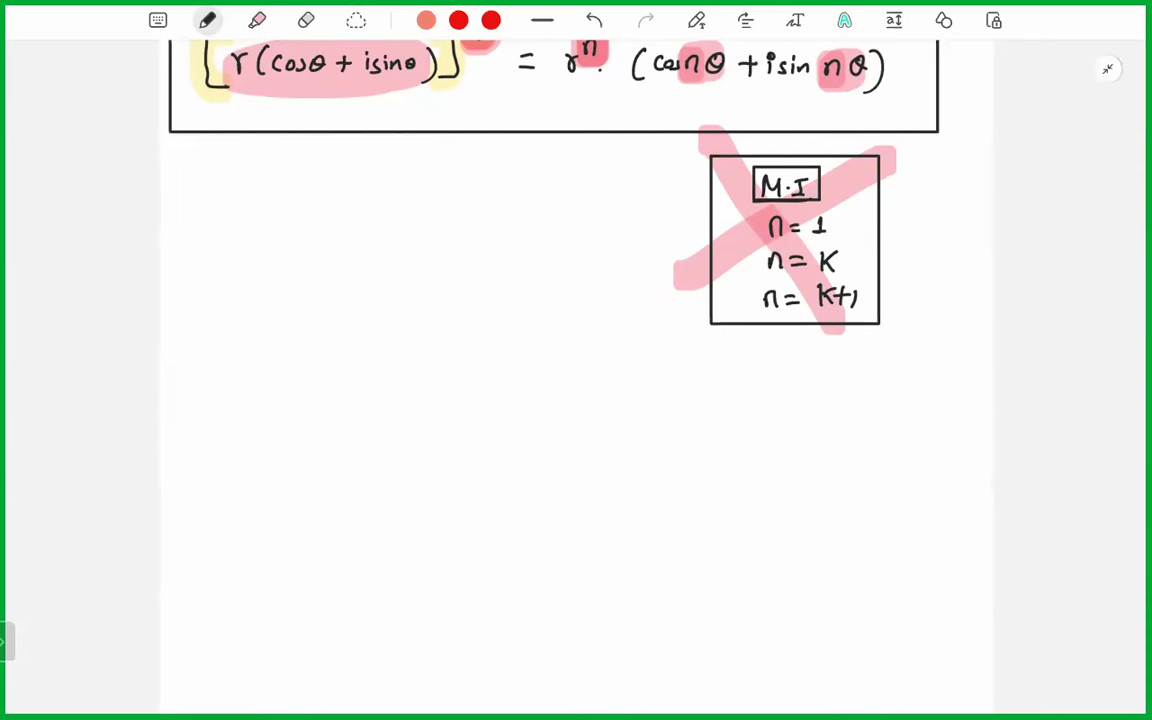 [r(cosθ + isinθ)] = r^n. (cos nθ + isin nθ)
M.I
n = 1
n = K
n = K+1